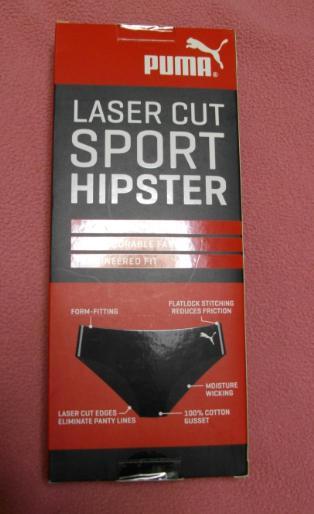 PUMA®
LASER CUT
SPORT
HIPSTER
FIT
FORM-FITTING
FLATLOCK STITCHING
REDUCES FRICTION
MOISTURE
WICKING
LASER CUT EDGES
ELIMINATE PANTY LINES
100% COTTON
GUSSET